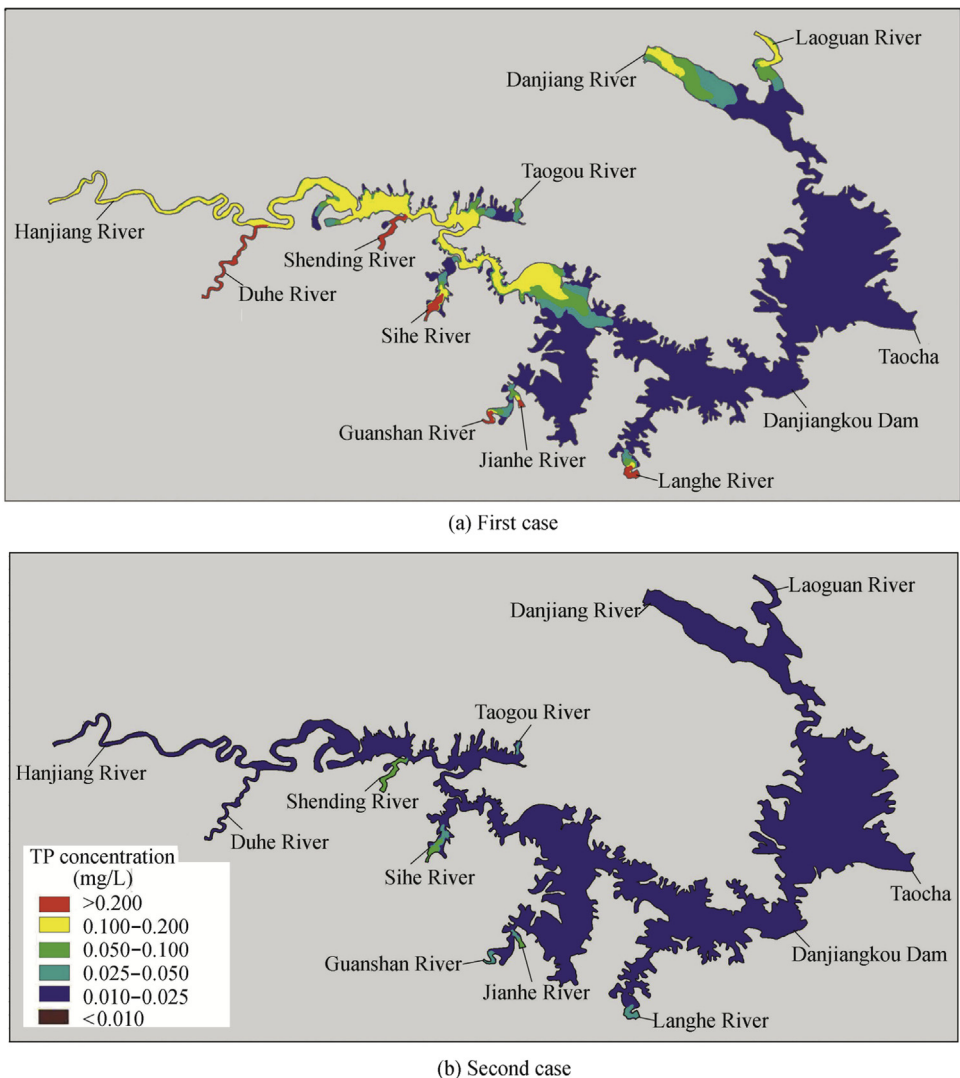 Laoguan River
Danjiang River
Taogou River
Hanjiang River
Shending River
Duhe River
Sihe River
Taocha
Danjiangkou Dam
Guanshan River
Jianhe River
Langhe River
(a) First case
Laoguan River
Danjiang River
Taogou River
Hanjiang River
Shending River
Duhe River
Sihe River
Taocha
Danjiangkou Dam
Guanshan River
Jianhe River
Langhe River
TP concentration
(mg/L)
>0.200
0.100−0.200
0.050−0.100
0.025−0.050
0.010−0.025
<0.010
(b) Second case